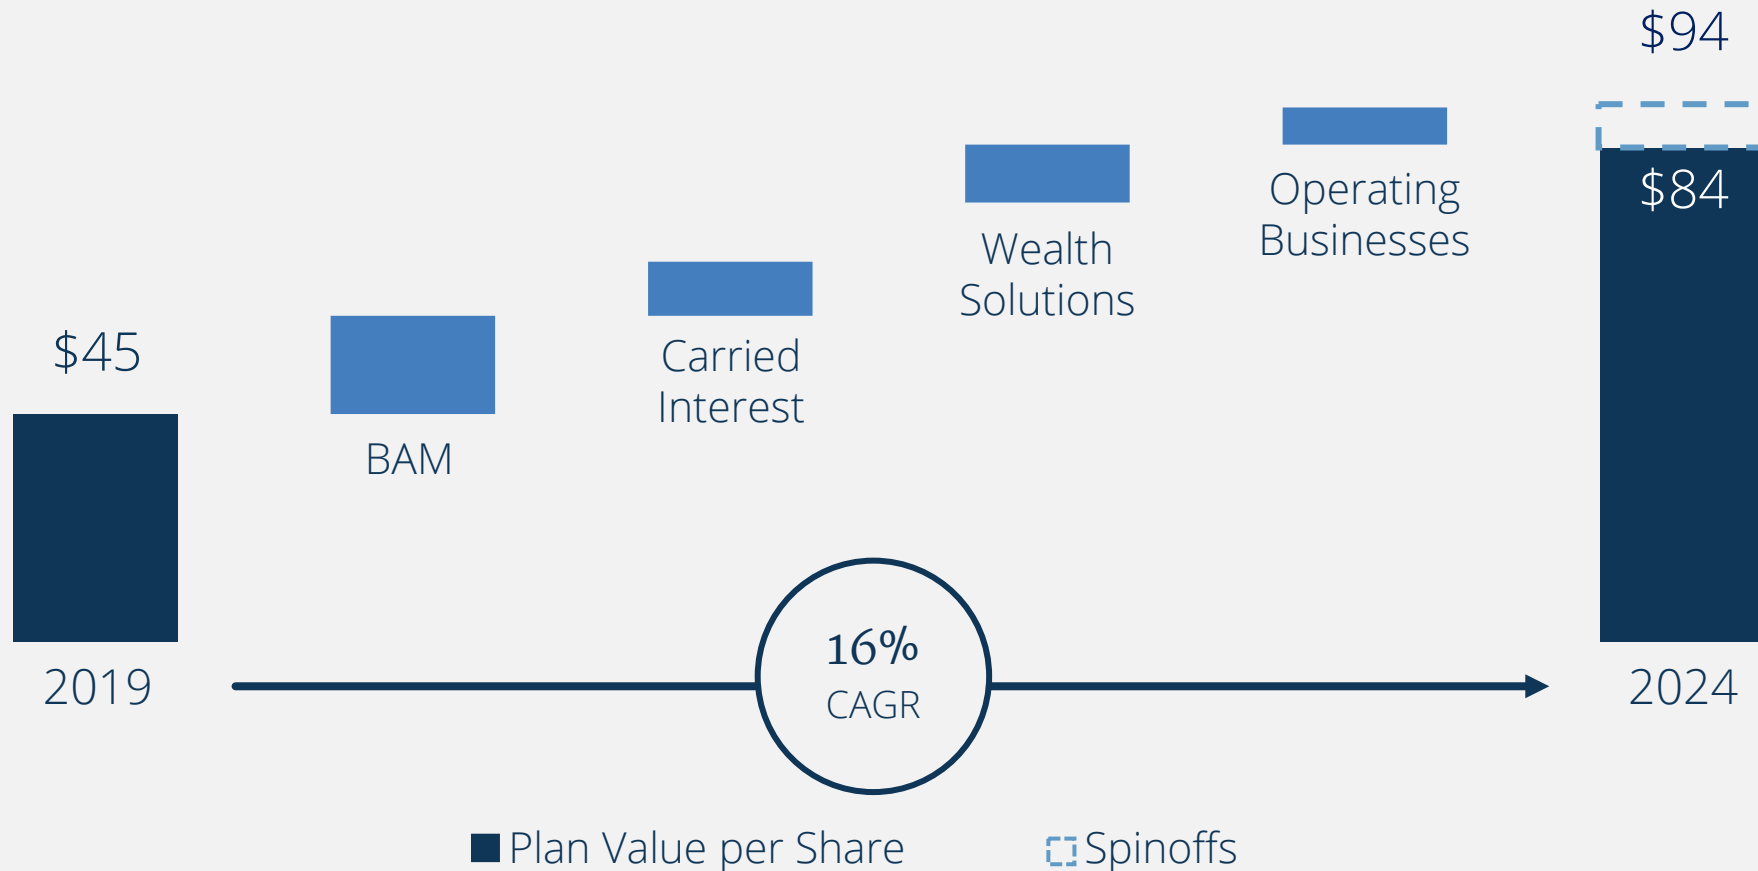 $94
$84
Operating
Businesses
Wealth
Solutions
$45
Carried
Interest
BAM
16%
CAGR
2019
2024
Plan Value per Share
Spinoffs